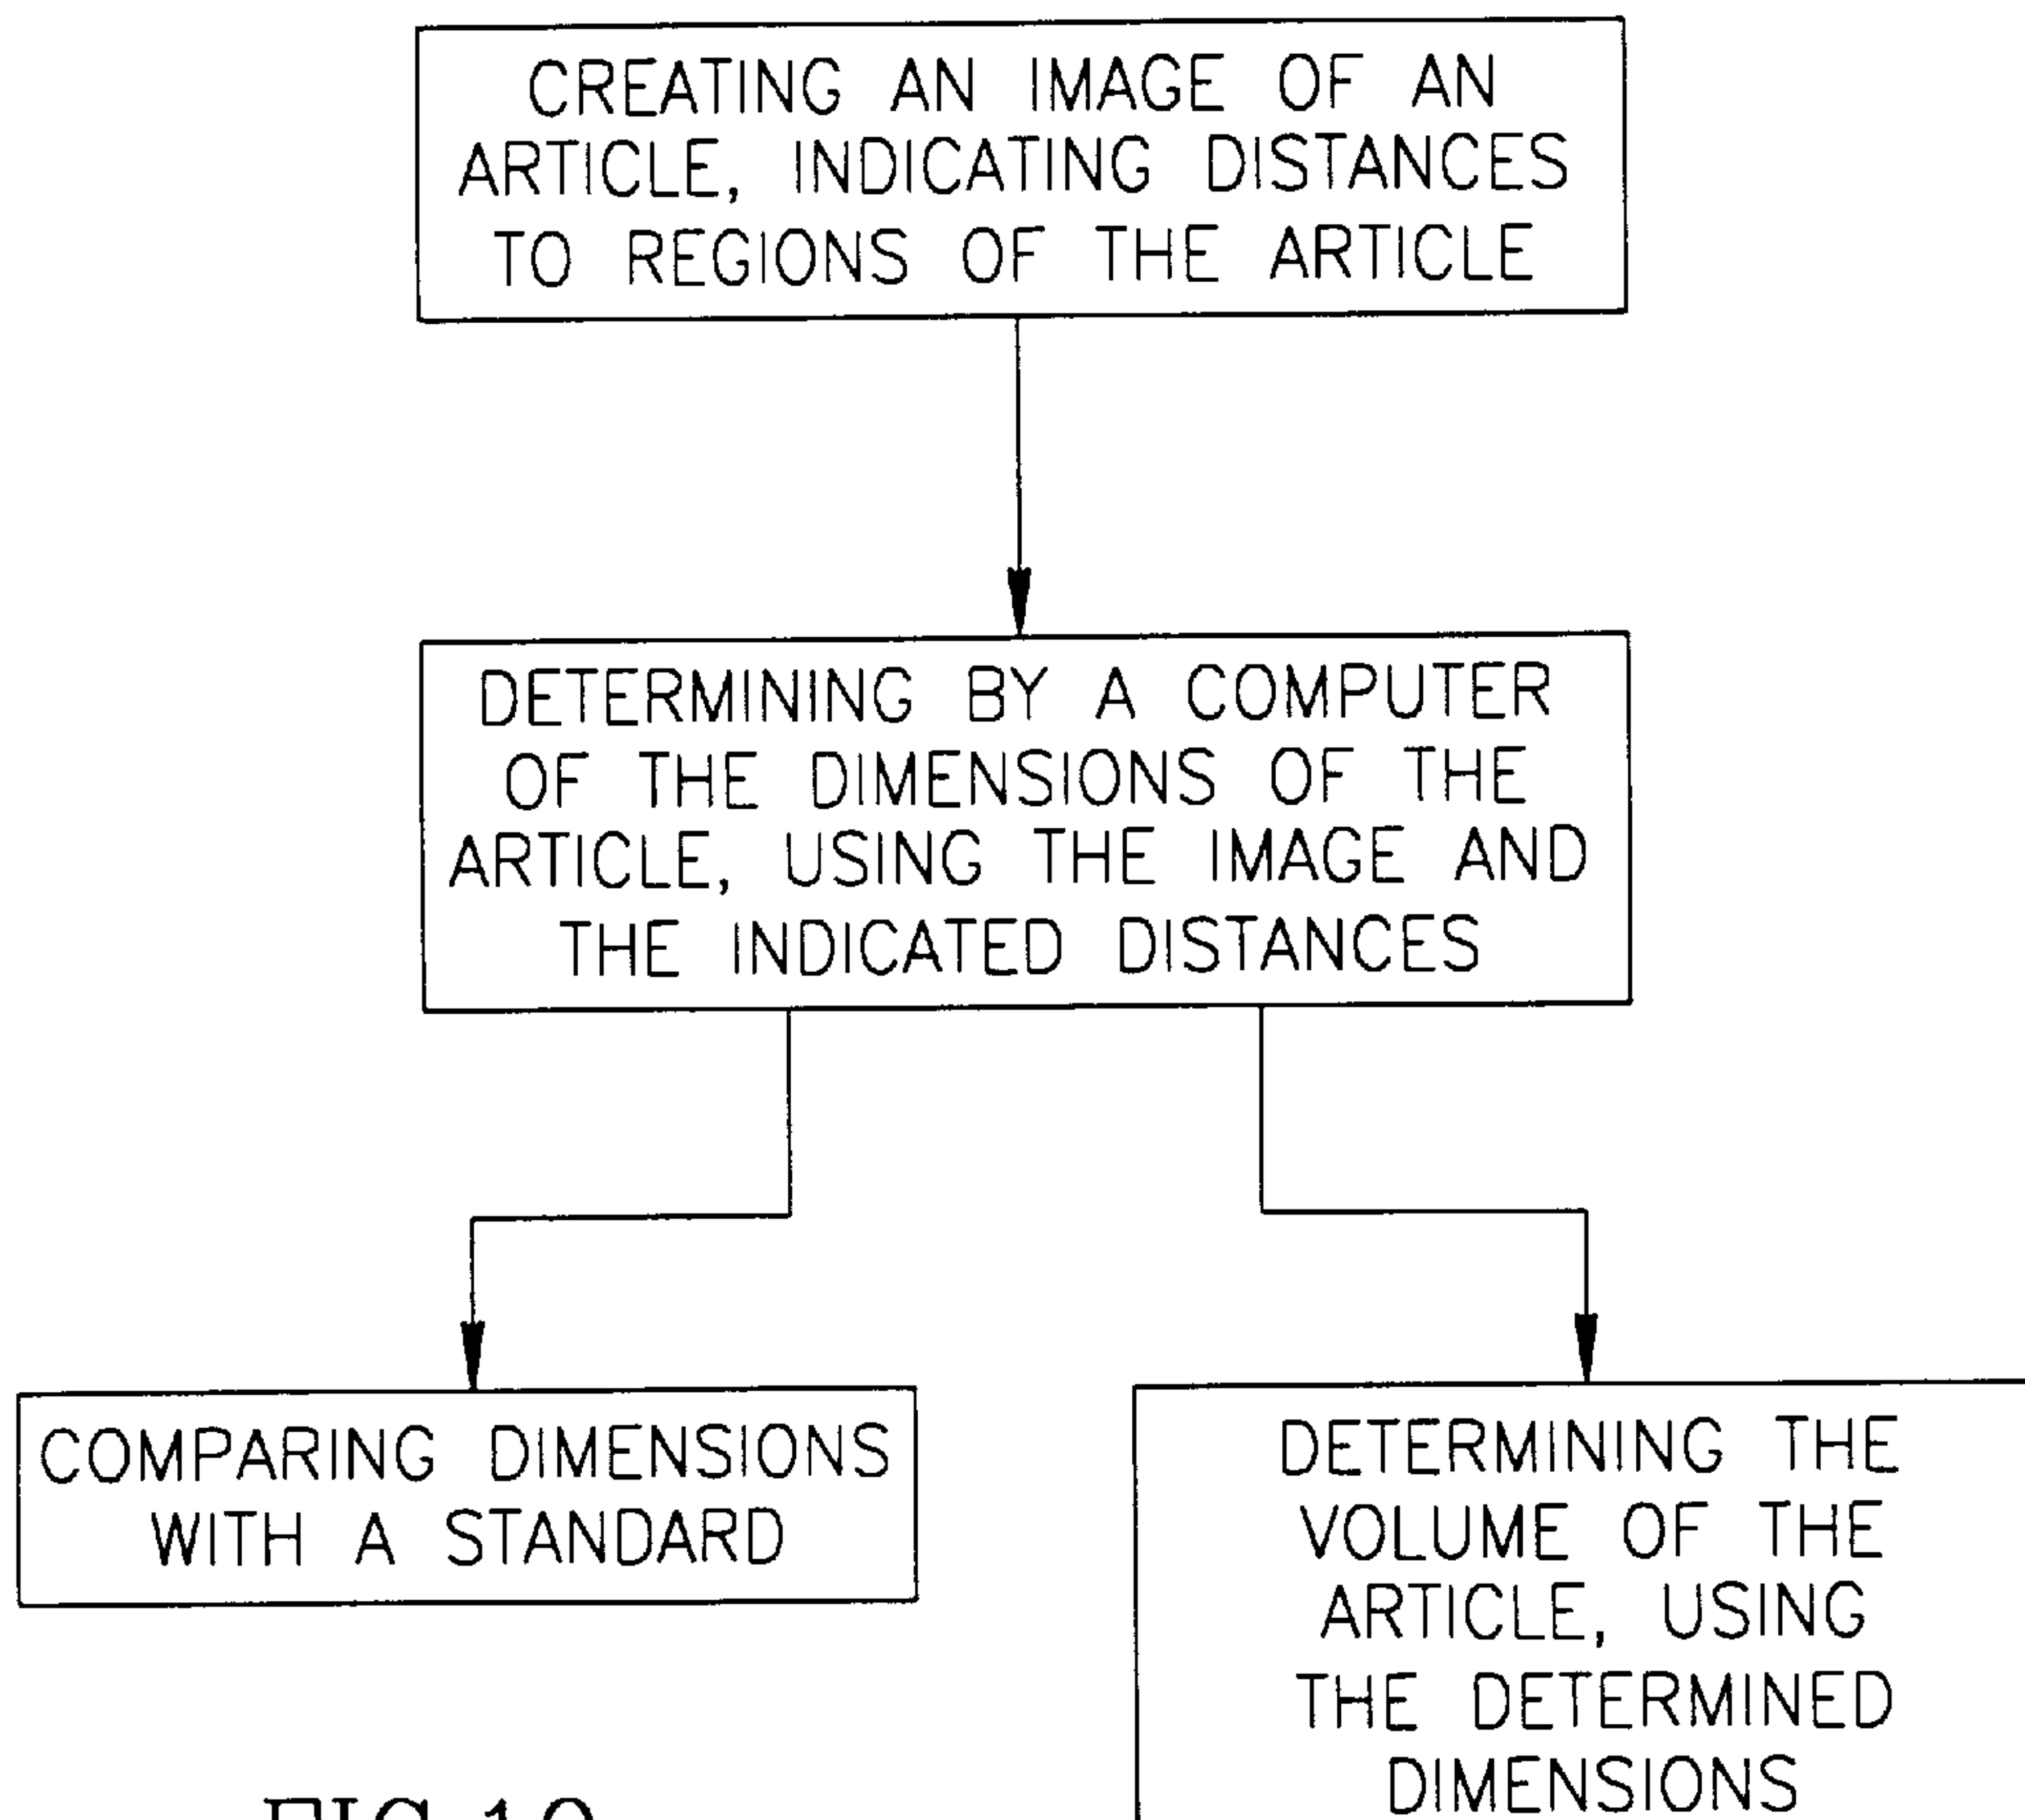 CREATING AN IMAGE OF AN
ARTICLE, INDICATING DISTANCES
TO REGIONS OF THE ARTICLE
DETERMINING BY A COMPUTER
OF THE DIMENSIONS OF THE
ARTICLE, USING THE IMAGE AND
THE INDICATED DISTANCES
COMPARING DIMENSIONS
WITH A STANDARD
DETERMINING THE
VOLUME OF THE
ARTICLE, USING
THE DETERMINED
DIMENSIONS